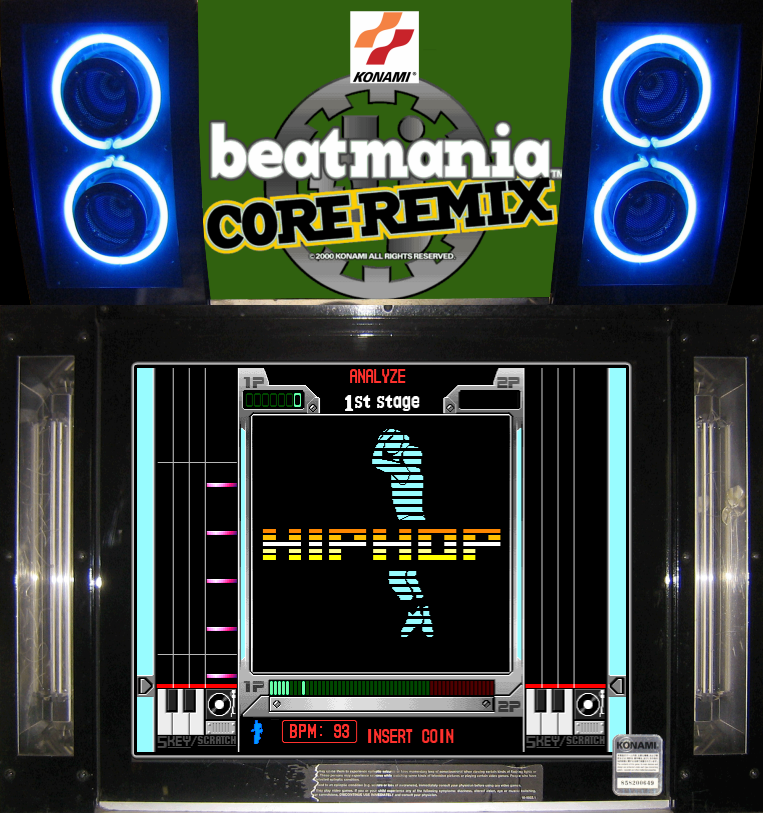 KONAMI®
beatmania™
CORE-REMIX
©2000 KONAMI ALL RIGHTS RESERVED.
ANALYZE
1P
2P
1st stage
HIPHOP
1P
2P
5KEY/SCRATCH
BPM: 93
INSERT COIN
5KEY/SCRATCH
KONAMI